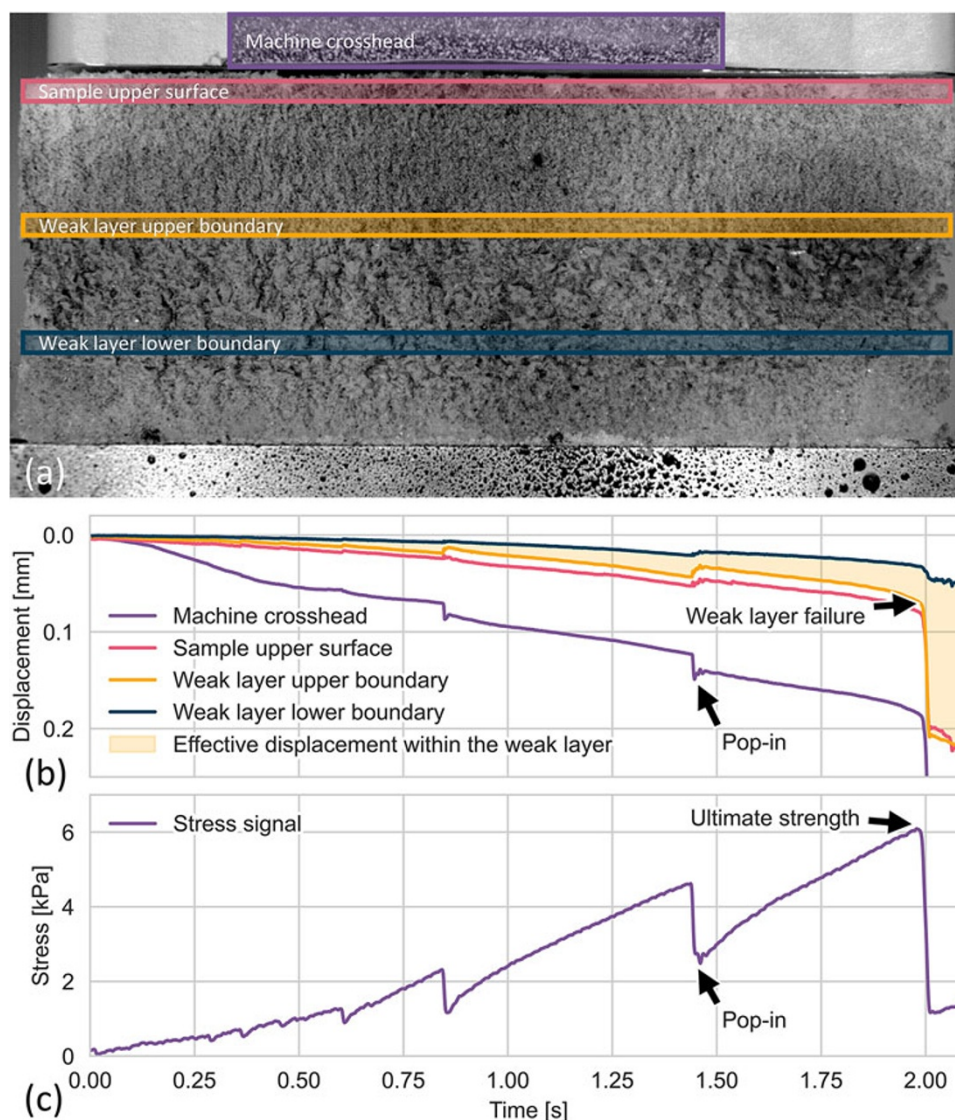 Machine crosshead
Sample upper surface
Weak layer upper boundary
Weak layer lower boundary
(a)
0.0
0.1
0.2
Displacement [mm]
Machine crosshead
Sample upper surface
Weak layer upper boundary
Weak layer lower boundary
Effective displacement within the weak layer
Weak layer failure
Pop-in
(b)
6
4
2
0
Stress [kPa]
Stress signal
Ultimate strength
Pop-in
0.00 0.25 0.50 0.75 1.00 1.25 1.50 1.75 2.00
Time [s]
(c)